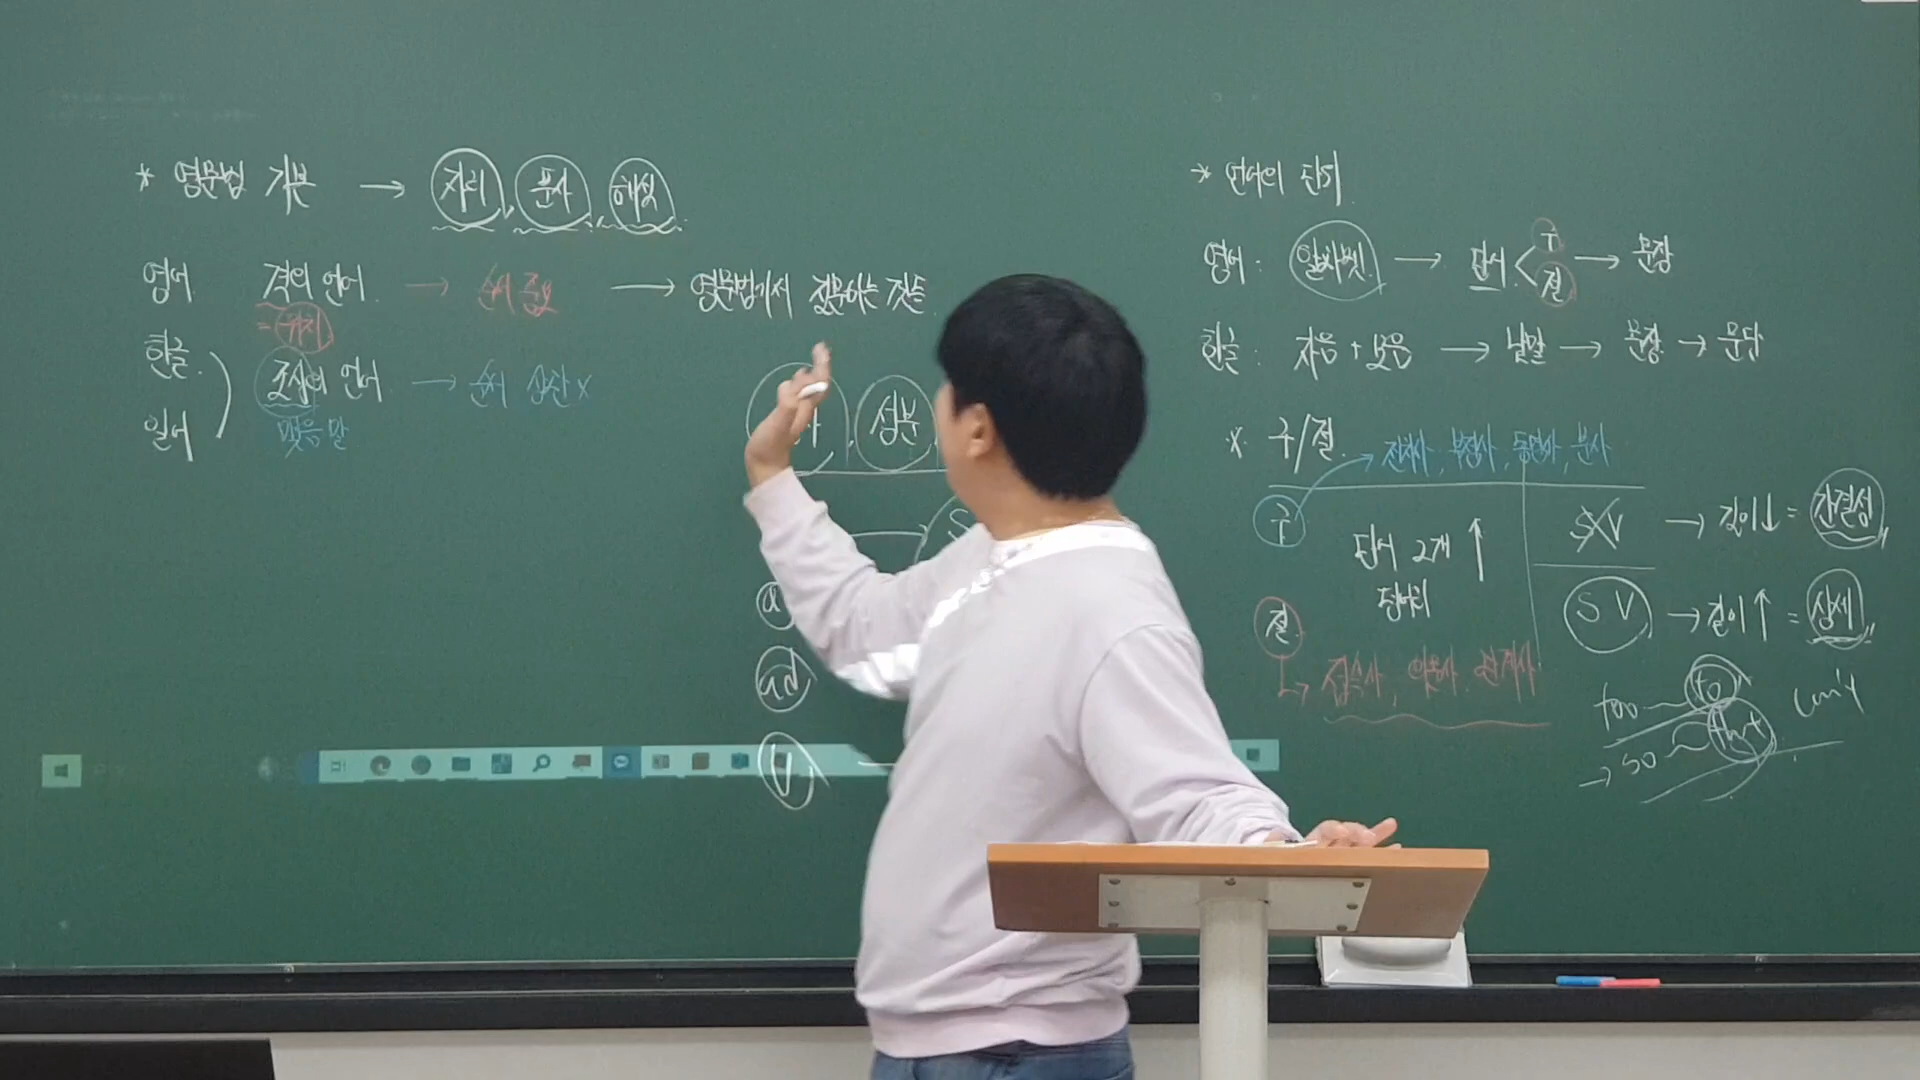 * 영문법 기본 → 자리, 품사, 해석
영어 격의 언어 → 순서 중요 → 영문법에서 공부하는 것들
= 위치
한글
조사의 언어 → 순서 상관 x
일어
맺음말
성분
S
ad
V
* 언어의 단위
영어 : 알파벳 → 단어 < 구 절 → 문장
한글 : 자음 + 모음 → 낱말 → 문장 → 문단
* 구/절
전치사, 부정사, 동명사, 분사
구
단어 2개 ↑
덩어리
SV → 길이↓ = 간결성
절
S V → 길이↑ = 상세
접속사, 의문사, 관계사
too ~ to can't
→ so ~ that